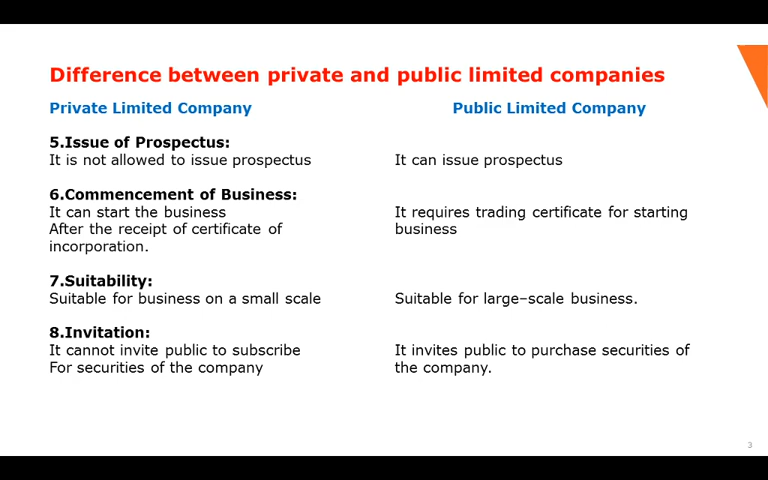 Difference between private and public limited companies
Private Limited Company
Public Limited Company
5.Issue of Prospectus:
It is not allowed to issue prospectus
It can issue prospectus
6.Commencement of Business:
It can start the business
It requires trading certificate for starting
After the receipt of certificate of
business
incorporation.
7.Suitability:
Suitable for business on a small scale
Suitable for large–scale business.
8.Invitation:
It cannot invite public to subscribe
It invites public to purchase securities of
For securities of the company
the company.
3